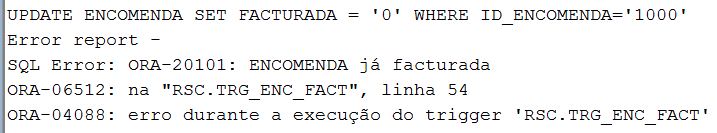 UPDATE ENCOMENDA SET FACTURADA = '0' WHERE ID_ENCOMENDA='1000'
Error report -
SQL Error: ORA-20101: ENCOMENDA já facturada
ORA-06512: na "RSC.TRG_ENC_FACT", linha 54
ORA-04088: erro durante a execução do trigger 'RSC.TRG_ENC_FACT'